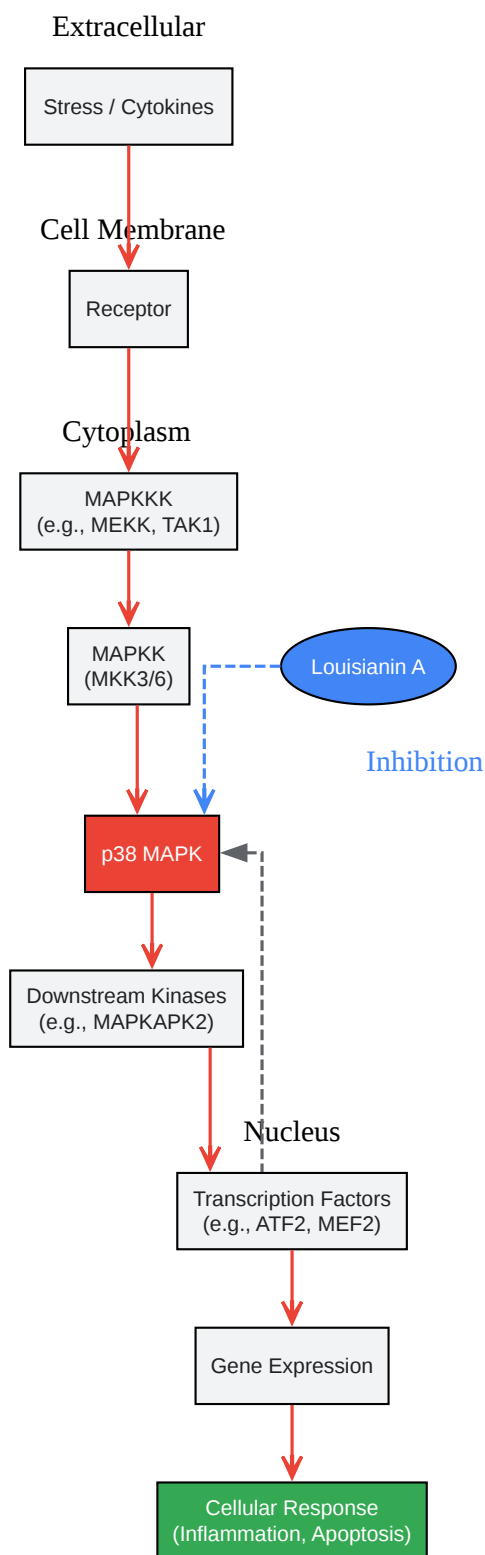 Extracellular
Stress / Cytokines
Cell Membrane
Receptor
Cytoplasm
MAPKKK
(e.g., MEKK, TAK1)
MAPKK
(MKK3/6)
Louisianin A
Inhibition
p38 MAPK
Downstream Kinases
(e.g., MAPKAPK2)
Nucleus
Transcription Factors
(e.g., ATF2, MEF2)
Gene Expression
Cellular Response
(Inflammation, Apoptosis)